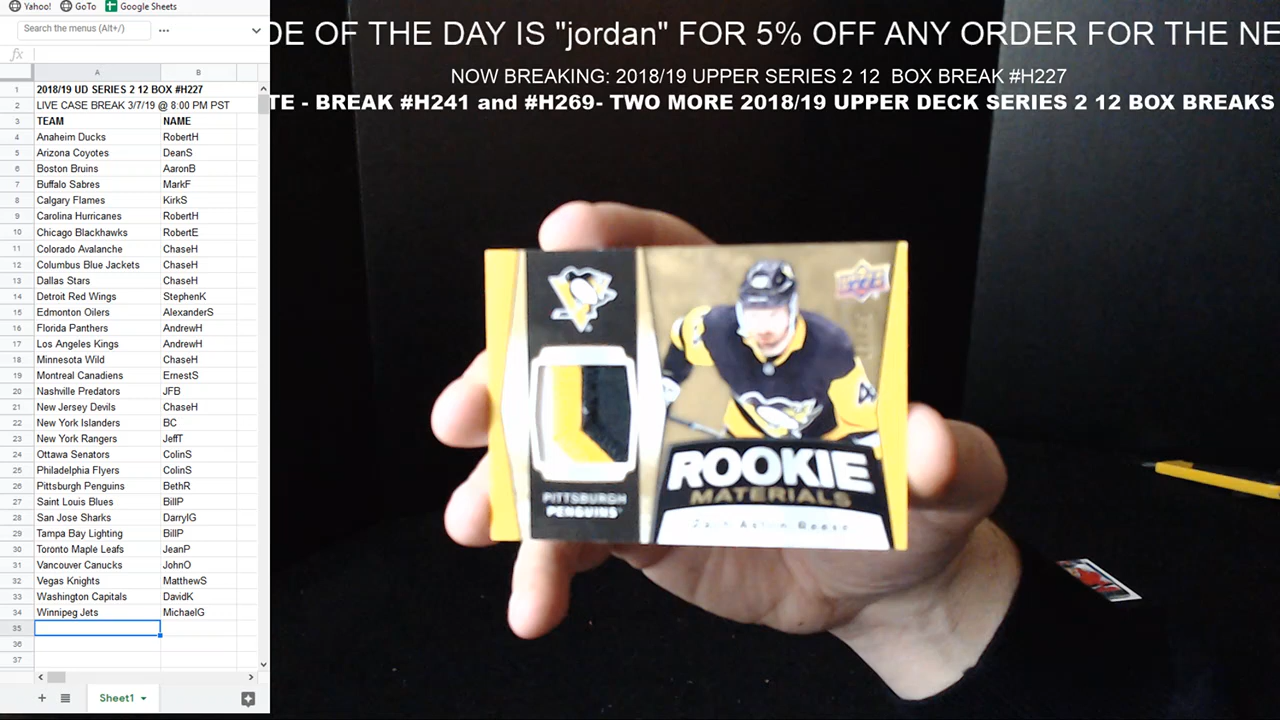 Yahoo! GoTo Google Sheets
Search the menus (Alt+/)
fx
A B
1 2018/19 UD SERIES 2 12 BOX #H227
2 LIVE CASE BREAK 3/7/19 @ 8:00 PM PST
3 TEAM NAME
4 Anaheim Ducks RobertH
5 Arizona Coyotes DeanS
6 Boston Bruins AaronB
7 Buffalo Sabres MarkF
8 Calgary Flames KirkS
9 Carolina Hurricanes RobertH
10 Chicago Blackhawks RobertE
11 Colorado Avalanche ChaseH
12 Columbus Blue Jackets ChaseH
13 Dallas Stars ChaseH
14 Detroit Red Wings StephenK
15 Edmonton Oilers AlexanderS
16 Florida Panthers AndrewH
17 Los Angeles Kings AndrewH
18 Minnesota Wild ChaseH
19 Montreal Canadiens ErnestS
20 Nashville Predators JFB
21 New Jersey Devils ChaseH
22 New York Islanders BC
23 New York Rangers JeffT
24 Ottawa Senators ColinS
25 Philadelphia Flyers ColinS
26 Pittsburgh Penguins BethR
27 Saint Louis Blues BillP
28 San Jose Sharks DarrylG
29 Tampa Bay Lighting BillP
30 Toronto Maple Leafs JeanP
31 Vancouver Canucks JohnO
32 Vegas Knights MatthewS
33 Washington Capitals DavidK
34 Winnipeg Jets MichaelG
35
36
37
Sheet1
DE OF THE DAY IS "jordan" FOR 5% OFF ANY ORDER FOR THE NE
NOW BREAKING: 2018/19 UPPER SERIES 2 12 BOX BREAK #H227
TE - BREAK #H241 and #H269- TWO MORE 2018/19 UPPER DECK SERIES 2 12 BOX BREAKS
PITTSBURGH
PENGUINS
ROOKIE
MATERIALS
Zach Aston Reese